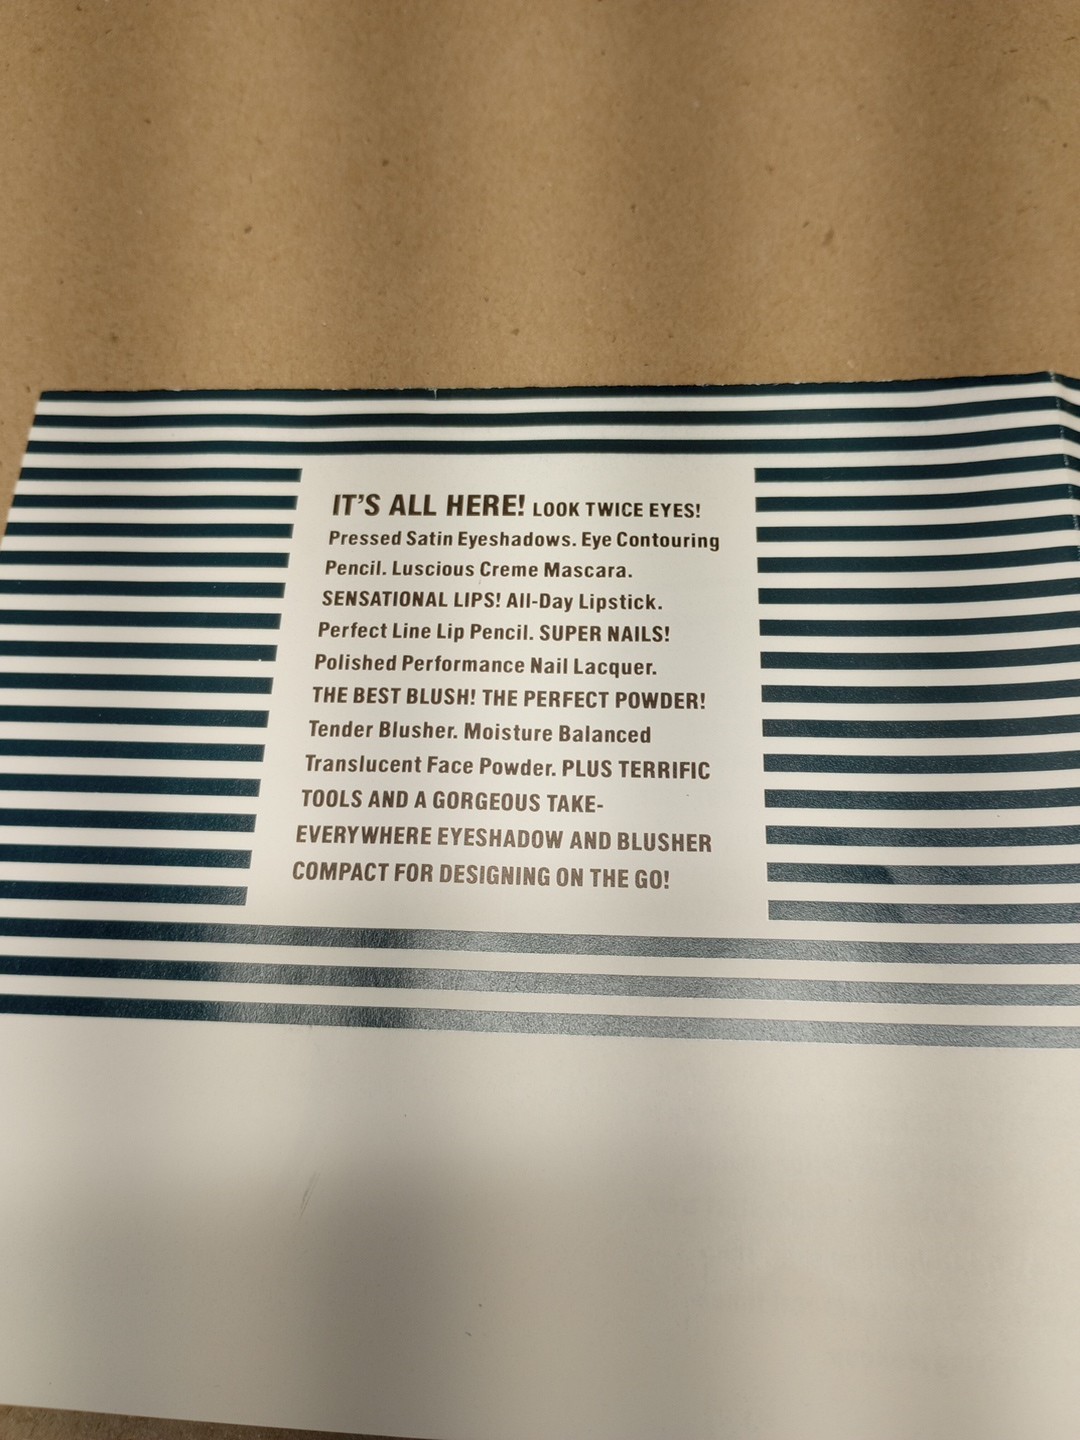 IT'S ALL HERE! LOOK TWICE EYES!
Pressed Satin Eyeshadows. Eye Contouring
Pencil. Luscious Creme Mascara.
SENSATIONAL LIPS! All-Day Lipstick.
Perfect Line Lip Pencil. SUPER NAILS!
Polished Performance Nail Lacquer.
THE BEST BLUSH! THE PERFECT POWDER!
Tender Blusher. Moisture Balanced
Translucent Face Powder. PLUS TERRIFIC
TOOLS AND A GORGEOUS TAKE-
EVERYWHERE EYESHADOW AND BLUSHER
COMPACT FOR DESIGNING ON THE GO!